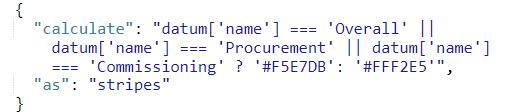 {
"calculate": "datum['name'] === 'Overall' ||
datum['name'] === 'Procurement' || datum['name']
=== 'Commissioning' ? '#F5E7DB': '#FFF2E5'",
"as": "stripes"
}